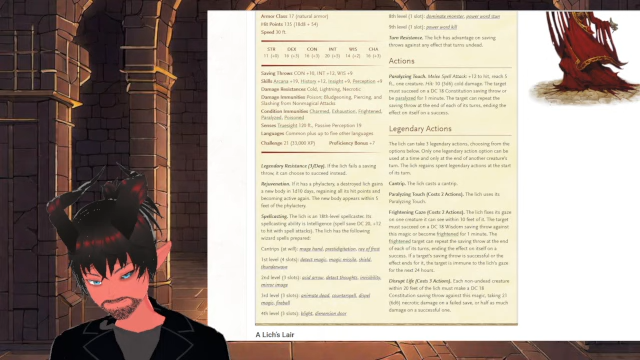 Armor Class 17 (natural armor)
Hit Points 135 (18d8 + 54)
Speed 30 ft.
STR DEX CON INT WIS CHA
11 (+0) 16 (+3) 16 (+3) 20 (+5) 14 (+2) 16 (+3)
Saving Throws CON +10, INT +12, WIS +9
Skills Arcana +19, History +12, Insight +9, Perception +9
Damage Resistances Cold, Lightning, Necrotic
Damage Immunities Poison; Bludgeoning, Piercing, and
Slashing from Nonmagical Attacks
Condition Immunities Charmed, Exhaustion, Frightened,
Paralyzed, Poisoned
Senses Truesight 120 ft., Passive Perception 19
Languages Common plus up to five other languages
Challenge 21 (33,000 XP) Proficiency Bonus +7
Legendary Resistance (3/Day). If the lich fails a saving
throw, it can choose to succeed instead.
Rejuvenation. If it has a phylactery, a destroyed lich gains
a new body in 1d10 days, regaining all its hit points and
becoming active again. The new body appears within 5
feet of the phylactery.
Spellcasting. The lich is an 18th-level spellcaster. Its
spellcasting ability is Intelligence (spell save DC 20, +12
to hit with spell attacks). The lich has the following
wizard spells prepared:
Cantrips (at will): mage hand, prestidigitation, ray of frost
1st level (4 slots): detect magic, magic missile, shield,
thunderwave
2nd level (3 slots): acid arrow, detect thoughts, invisibility,
mirror image
3rd level (3 slots): animate dead, counterspell, dispel
magic, fireball
4th level (3 slots): blight, dimension door
A Lich's Lair
8th level (1 slot): dominate monster, power word stun
9th level (1 slot): power word kill
Turn Resistance. The lich has advantage on saving
throws against any effect that turns undead.
Actions
Paralyzing Touch. Melee Spell Attack: +12 to hit, reach 5
ft., one creature. Hit: 10 (3d6) cold damage. The target
must succeed on a DC 18 Constitution saving throw or
be paralyzed for 1 minute. The target can repeat the
saving throw at the end of each of its turns, ending the
effect on itself on a success.
Legendary Actions
The lich can take 3 legendary actions, choosing from the
options below. Only one legendary action option can be
used at a time and only at the end of another creature's
turn. The lich regains spent legendary actions at the start
of its turn.
Cantrip. The lich casts a cantrip.
Paralyzing Touch (Costs 2 Actions). The lich uses its
Paralyzing Touch.
Frightening Gaze (Costs 2 Actions). The lich fixes its gaze
on one creature it can see within 10 feet of it. The target
must succeed on a DC 18 Wisdom saving throw against
this magic or become frightened for 1 minute. The
frightened target can repeat the saving throw at the end
of each of its turns, ending the effect on itself on a
success. If a target's saving throw is successful or the
effect ends for it, the target is immune to the lich's gaze
for the next 24 hours.
Disrupt Life (Costs 3 Actions). Each non-undead creature
within 20 feet of the lich must make a DC 18
Constitution saving throw against this magic, taking 21
(6d6) necrotic damage on a failed save, or half as much
damage on a successful one.